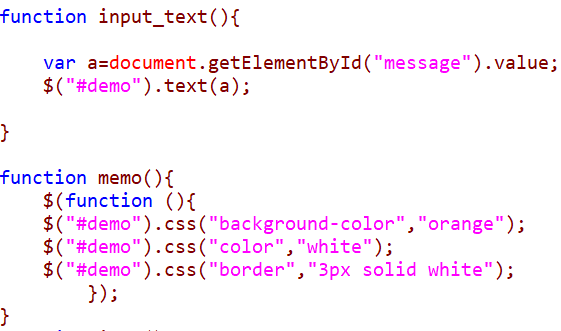 function input_text(){
var a=document.getElementById("message").value;
$("#demo").text(a);
}
function memo(){
$(function (){
$("#demo").css("background-color","orange");
$("#demo").css("color","white");
$("#demo").css("border","3px solid white");
});
}